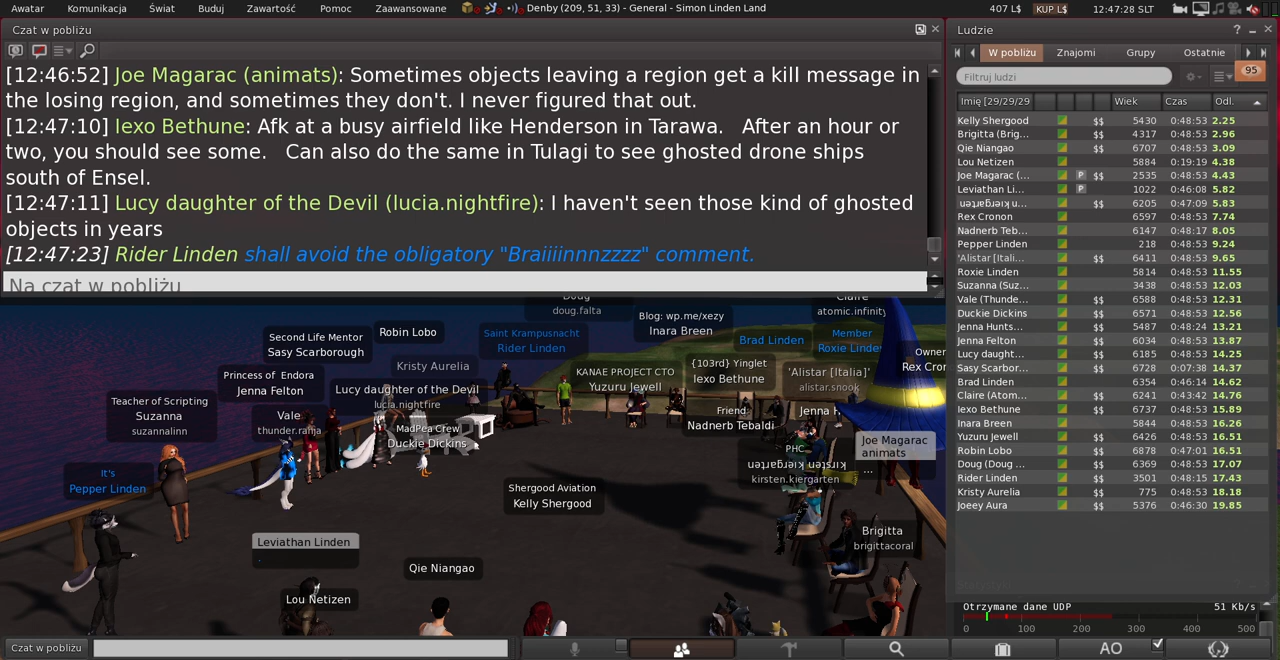 Awatar Komunikacja Świat Buduj Zawartość Pomoc Zaawansowane Denby (209, 51, 33) - General - Simon Linden Land 407 L$ KUP L$ 12:47:28 SLT
Czat w pobliżu
[12:46:52] Joe Magarac (animats): Sometimes objects leaving a region get a kill message in
the losing region, and sometimes they don't. I never figured that out.
[12:47:10] Iexo Bethune: Afk at a busy airfield like Henderson in Tarawa. After an hour or
two, you should see some. Can also do the same in Tulagi to see ghosted drone ships
south of Ensel.
[12:47:11] Lucy daughter of the Devil (lucia.nightfire): I haven't seen those kind of ghosted
objects in years
[12:47:23] Rider Linden shall avoid the obligatory "Braiiiinnnzzzz" comment.
Na czat w pobliżu
Doug
doug.falta
Claire
atomic.infinity
Blog: wp.me/xezy
Inara Breen
Second Life Mentor
Sasy Scarborough
Robin Lobo
Saint Krampusnacht
Rider Linden
Brad Linden
Member
Roxie Linden
Owner
Rex Cron
Kristy Aurelia
KANAE PROJECT CTO
Yuzuru Jewell
{103rd} Yinglet
Iexo Bethune
'Alistar [Italia]'
alistar.snook
Princess of Endora
Jenna Felton
Lucy daughter of the Devil
lucia.nightfire
Teacher of Scripting
Suzanna
suzannalinn
Vale
thunder.rahja
MadPea Crew
Duckie Dickins
Friend:
Nadnerb Tebaldi
Jenna H
Joe Magarac
animats
...
PHC
kirsten.kiergarten
It's
Pepper Linden
Shergood Aviation
Kelly Shergood
Brigitta
brigittacoral
Leviathan Linden
Qie Niangao
Lou Netizen
Czat w pobliżu
Ludzie
W pobliżu Znajomi Grupy Ostatnie
Filtruj ludzi
95
Imię [29/29/29 Wiek Czas Odl.
Kelly Shergood $$ 5430 0:48:53 2.25
Brigitta (Brig... $$ 4317 0:48:53 2.96
Qie Niangao $$ 6707 0:48:53 3.09
Lou Netizen 5884 0:19:19 4.38
Joe Magarac (... P $$ 2535 0:48:53 4.43
Leviathan Li... P 1022 0:46:08 5.82
$$ 6205 0:47:09 5.83
Rex Cronon 6597 0:48:53 7.74
Nadnerb Teb... 6147 0:48:17 8.05
Pepper Linden 218 0:48:53 9.24
'Alistar [Itali... $$ 6411 0:48:53 9.65
Roxie Linden 5814 0:48:53 11.55
Suzanna (Suz... 3438 0:48:53 12.03
Vale (Thunde... $$ 6588 0:48:53 12.31
Duckie Dickins $$ 6571 0:48:53 12.56
Jenna Hunts... $$ 5487 0:48:24 13.21
Jenna Felton $$ 6034 0:48:53 13.87
Lucy daught... $$ 6185 0:48:53 14.25
Sasy Scarbor... $$ 6728 0:07:38 14.37
Brad Linden 6354 0:46:14 14.62
Claire (Atom... $$ 6241 0:43:42 14.76
Iexo Bethune $$ 6737 0:48:53 15.89
Inara Breen 5844 0:48:53 16.26
Yuzuru Jewell $$ 6426 0:48:53 16.51
Robin Lobo $$ 6878 0:47:01 16.51
Doug (Doug ... $$ 6369 0:48:53 17.07
Rider Linden $$ 3501 0:48:15 17.43
Kristy Aurelia $$ 775 0:48:53 18.18
Joeey Aura $$ 5376 0:46:30 19.85
Otrzymane dane UDP 51 Kb/s
0 100 200 300 400 500
AO